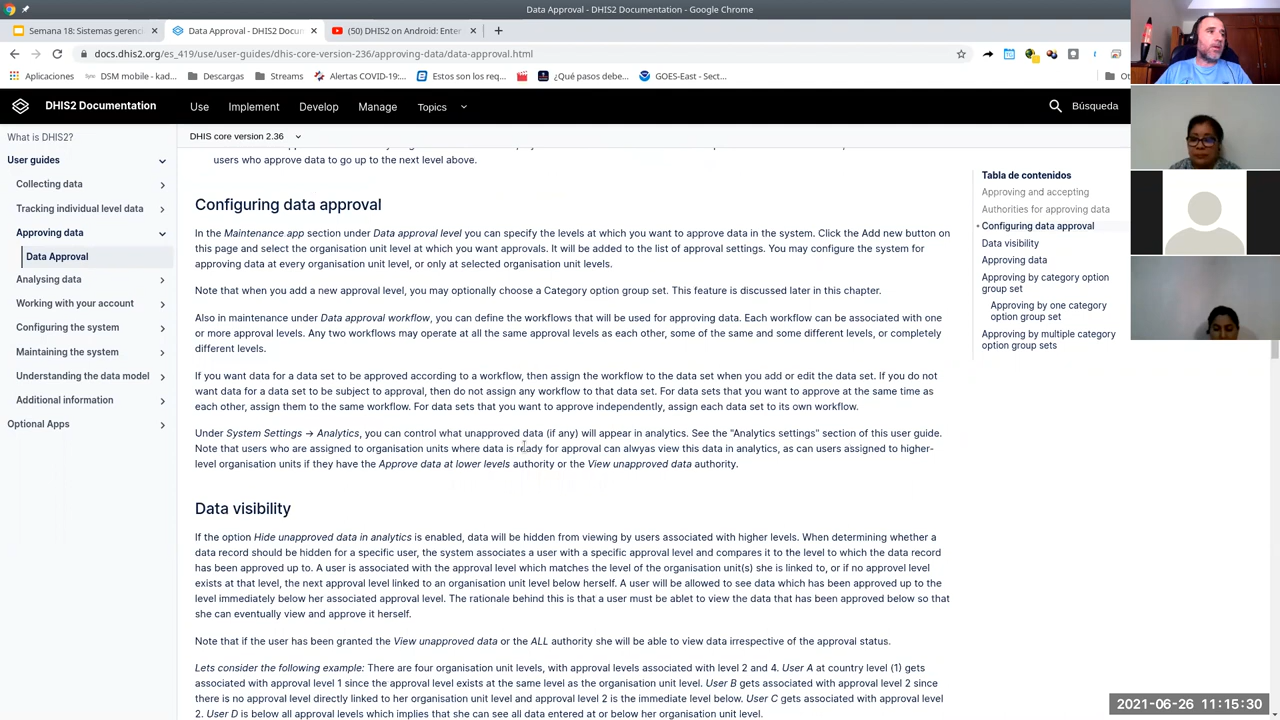 Data Approval - DHIS2 Documentation - Google Chrome
Semana 18: Sistemas gerenci
Data Approval - DHIS2 Docu
(50) DHIS2 on Android: Enter
docs.dhis2.org/es_419/use/user-guides/dhis-core-version-236/approving-data/data-approval.html
Aplicaciones
DSM mobile - kad...
Descargas
Streams
Alertas COVID-19:...
Estos son los req...
¿Qué pasos debe...
GOES-East - Sect...
DHIS2 Documentation
Use
Implement
Develop
Manage
Topics
Búsqueda
What is DHIS2?
DHIS core version 2.36
User guides
Collecting data
Tracking individual level data
Approving data
Data Approval
Analysing data
Working with your account
Configuring the system
Maintaining the system
Understanding the data model
Additional information
Optional Apps
users who approve data to go up to the next level above.
Configuring data approval
In the Maintenance app section under Data approval level you can specify the levels at which you want to approve data in the system. Click the Add new button on
this page and select the organisation unit level at which you want approvals. It will be added to the list of approval settings. You may configure the system for
approving data at every organisation unit level, or only at selected organisation unit levels.
Note that when you add a new approval level, you may optionally choose a Category option group set. This feature is discussed later in this chapter.
Also in maintenance under Data approval workflow, you can define the workflows that will be used for approving data. Each workflow can be associated with one
or more approval levels. Any two workflows may operate at all the same approval levels as each other, some of the same and some different levels, or completely
different levels.
If you want data for a data set to be approved according to a workflow, then assign the workflow to the data set when you add or edit the data set. If you do not
want data for a data set to be subject to approval, then do not assign any workflow to that data set. For data sets that you want to approve at the same time as
each other, assign them to the same workflow. For data sets that you want to approve independently, assign each data set to its own workflow.
Under System Settings → Analytics, you can control what unapproved data (if any) will appear in analytics. See the "Analytics settings" section of this user guide.
Note that users who are assigned to organisation units where data is ready for approval can alwyas view this data in analytics, as can users assigned to higher-
level organisation units if they have the Approve data at lower levels authority or the View unapproved data authority.
Data visibility
If the option Hide unapproved data in analytics is enabled, data will be hidden from viewing by users associated with higher levels. When determining whether a
data record should be hidden for a specific user, the system associates a user with a specific approval level and compares it to the level to which the data record
has been approved up to. A user is associated with the approval level which matches the level of the organisation unit(s) she is linked to, or if no approval level
exists at that level, the next approval level linked to an organisation unit level below herself. A user will be allowed to see data which has been approved up to the
level immediately below her associated approval level. The rationale behind this is that a user must be ablet to view the data that has been approved below so that
she can eventually view and approve it herself.
Note that if the user has been granted the View unapproved data or the ALL authority she will be able to view data irrespective of the approval status.
Lets consider the following example: There are four organisation unit levels, with approval levels associated with level 2 and 4. User A at country level (1) gets
associated with approval level 1 since the approval level exists at the same level as the organisation unit level. User B gets associated with approval level 2 since
there is no approval level directly linked to her organisation unit level and approval level 2 is the immediate level below. User C gets associated with approval level
2. User D is below all approval levels which implies that she can see all data entered at or below her organisation unit level.
Tabla de contenidos
Approving and accepting
Authorities for approving data
Configuring data approval
Data visibility
Approving data
Approving by category option
group set
Approving by one category
option group set
Approving by multiple category
option group sets
2021-06-26 11:15:30